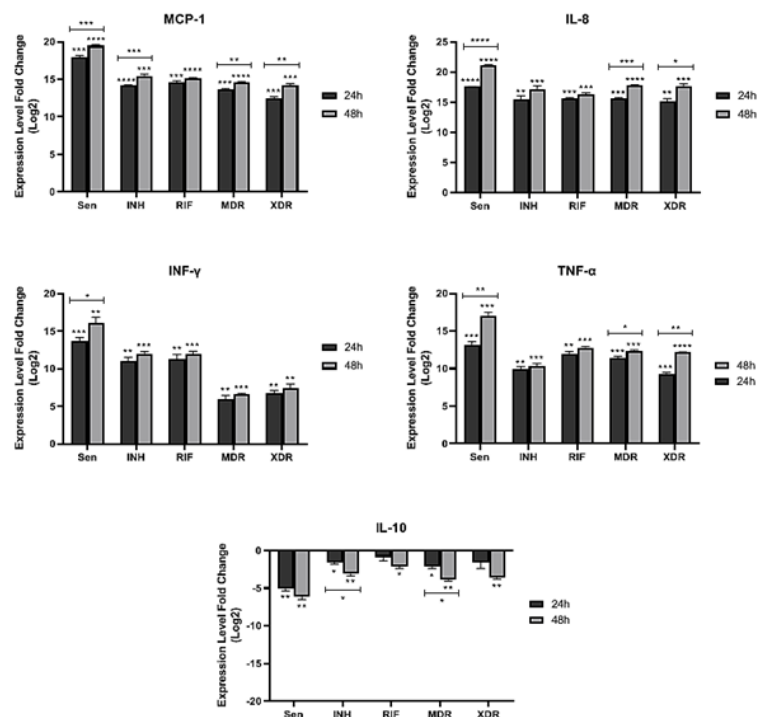 MCP-1
Expression Level Fold Change
(Log2)
20
15
10
5
0
***
*** ****
***
**** ***
*** ****
**
*** ****
**
*** ***
Sen INH RIF MDR XDR
24h
48h
IL-8
Expression Level Fold Change
(Log2)
25
20
15
10
5
0
****
**** ****
** ***
*** ***
***
*** ****
*
** ***
Sen INH RIF MDR XDR
24h
48h
INF-γ
Expression Level Fold Change
(Log2)
20
15
10
5
0
*
*** **
** ***
** ***
** ***
** **
Sen INH RIF MDR XDR
24h
48h
TNF-α
Expression Level Fold Change
(Log2)
20
15
10
5
0
**
*** ***
** ***
** ***
*
*** ***
**
*** ****
Sen INH RIF MDR XDR
48h
24h
IL-10
Expression Level Fold Change
(Log2)
0
-5
-10
-15
-20
** **
* **
*
*
* **
*
**
Sen INH RIF MDR XDR
24h
48h